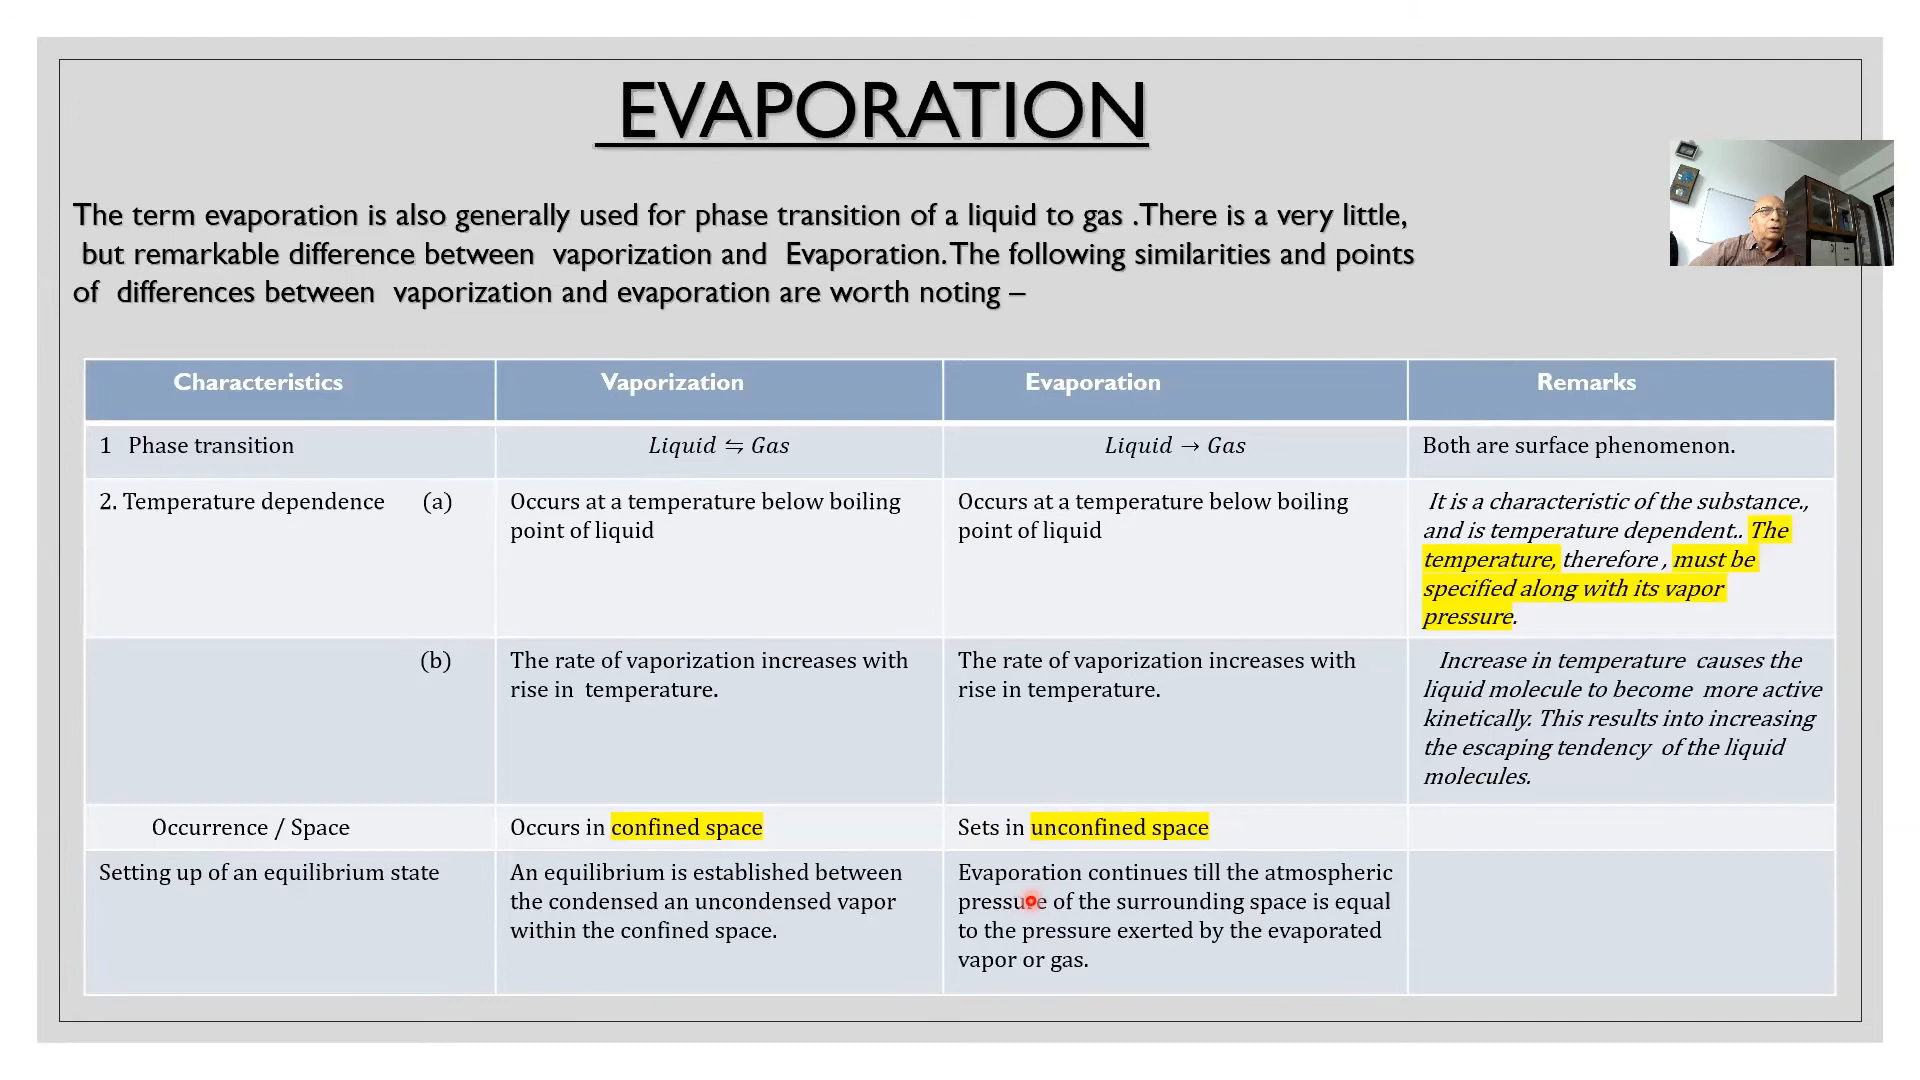 EVAPORATION
The term evaporation is also generally used for phase transition of a liquid to gas .There is a very little,
but remarkable difference between vaporization and Evaporation.The following similarities and points
of differences between vaporization and evaporation are worth noting –
Characteristics Vaporization Evaporation Remarks
1 Phase transition Liquid ⇋ Gas Liquid → Gas Both are surface phenomenon.
2. Temperature dependence (a)
Occurs at a temperature below boiling
point of liquid
Occurs at a temperature below boiling
point of liquid
It is a characteristic of the substance.,
and is temperature dependent.. The
temperature, therefore , must be
specified along with its vapor
pressure.
(b)
The rate of vaporization increases with
rise in temperature.
The rate of vaporization increases with
rise in temperature.
Increase in temperature causes the
liquid molecule to become more active
kinetically. This results into increasing
the escaping tendency of the liquid
molecules.
Occurrence / Space Occurs in confined space Sets in unconfined space
Setting up of an equilibrium state
An equilibrium is established between
the condensed an uncondensed vapor
within the confined space.
Evaporation continues till the atmospheric
pressure of the surrounding space is equal
to the pressure exerted by the evaporated
vapor or gas.